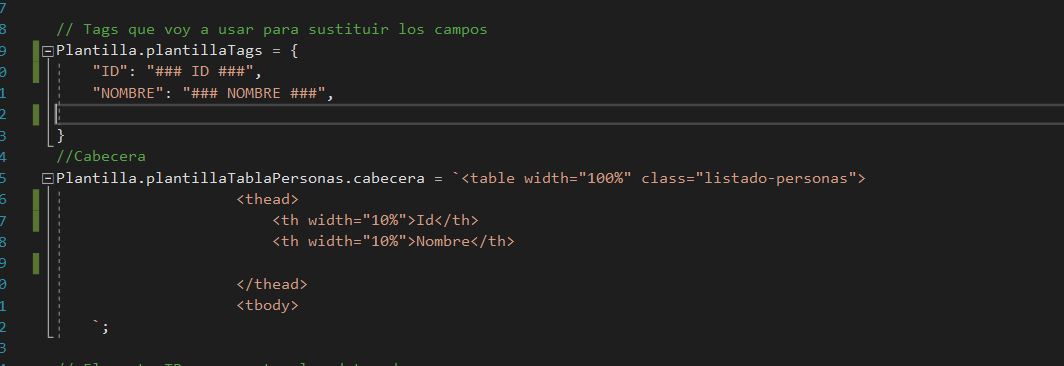 7
8 // Tags que voy a usar para sustituir los campos
9 Plantilla.plantillaTags = {
0 "ID": "### ID ###",
1 "NOMBRE": "### NOMBRE ###",
2
3 }
4 //Cabecera
5 Plantilla.plantillaTablaPersonas.cabecera = `<table width="100%" class="listado-personas">
6 <thead>
7 <th width="10%">Id</th>
8 <th width="10%">Nombre</th>
9
0 </thead>
1 <tbody>
2 `;
3